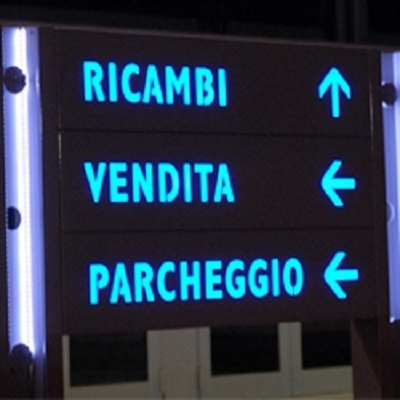 RICAMBI ↑
VENDITA ←
PARCHEGGIO ←